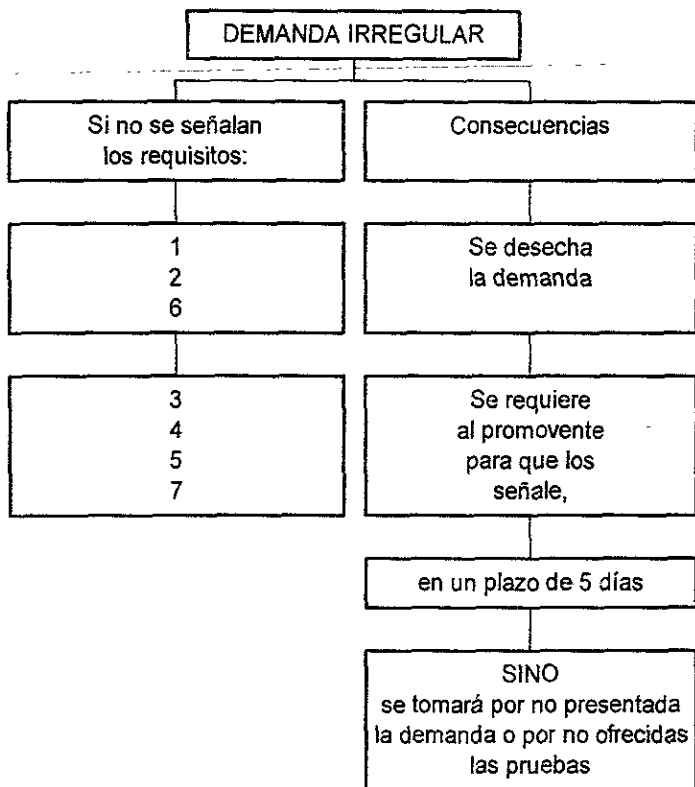 DEMANDA IRREGULAR
Si no se señalan
los requisitos:
Consecuencias
1
2
6
Se desecha
la demanda
3
4
5
7
Se requiere
al promovente
para que los
señale,
en un plazo de 5 días
SINO
se tomará por no presentada
la demanda o por no ofrecidas
las pruebas